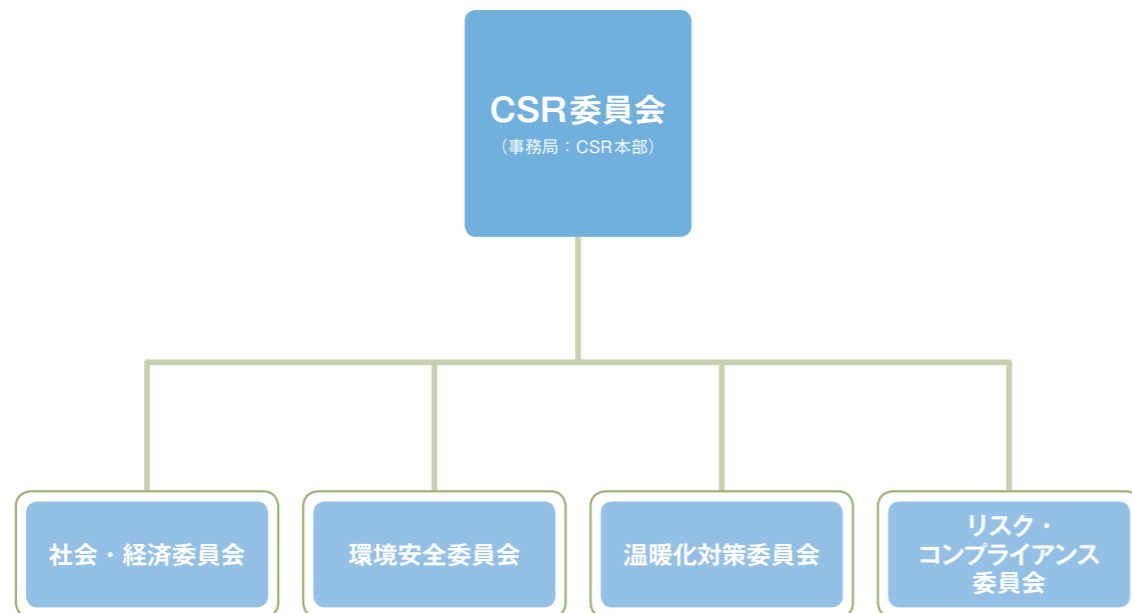 CSR委員会
（事務局：CSR本部）
社会・経済委員会
環境安全委員会
温暖化対策委員会
リスク・
コンプライアンス
委員会